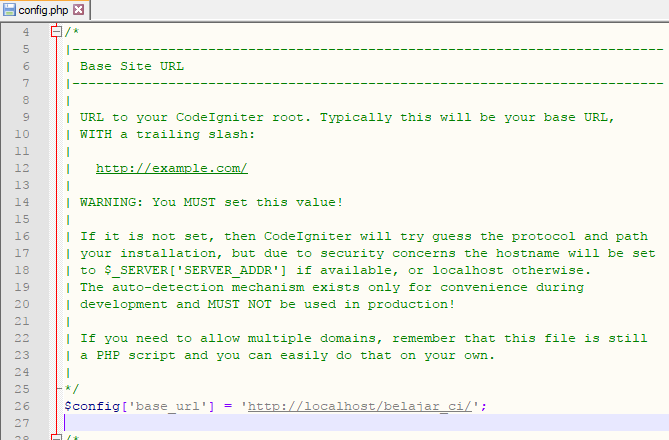 config.php
4 /*
5 |--------------------------------------------------------------------------
6 | Base Site URL
7 |--------------------------------------------------------------------------
8 |
9 | URL to your CodeIgniter root. Typically this will be your base URL,
10 | WITH a trailing slash:
11 |
12 | http://example.com/
13 |
14 | WARNING: You MUST set this value!
15 |
16 | If it is not set, then CodeIgniter will try guess the protocol and path
17 | your installation, but due to security concerns the hostname will be set
18 | to $_SERVER['SERVER_ADDR'] if available, or localhost otherwise.
19 | The auto-detection mechanism exists only for convenience during
20 | development and MUST NOT be used in production!
21 |
22 | If you need to allow multiple domains, remember that this file is still
23 | a PHP script and you can easily do that on your own.
24 |
25 */
26 $config['base_url'] = 'http://localhost/belajar_ci/';
27
28 /*